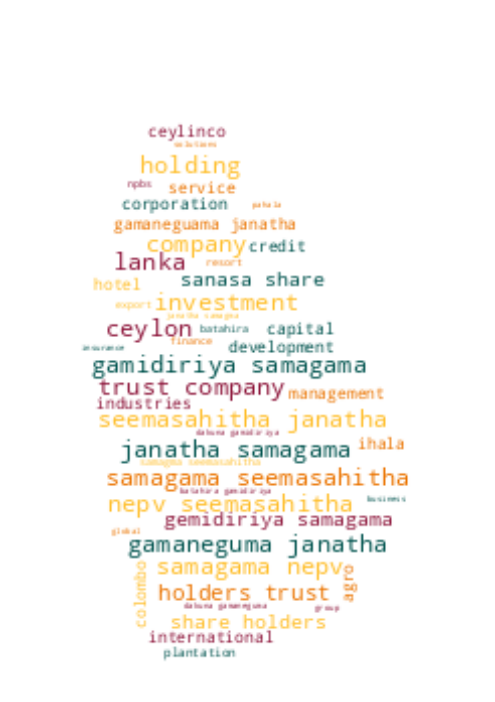 ceylinco
solutions
holding
npbs service
corporation pahala
gamaneguama janatha
company credit
lanka resort
hotel sanasa share
export investment
janatha samagma
ceylon batahira capital
finance
insurance development
gamidiriya samagama
trust company management
industries
seemasahitha janatha
dakuna gamadiriya
janatha samagama ihala
samagma seemasahitha
samagama seemasahitha
batahira gamidiriya
nepv seemasahitha business
gemidiriya samagama
global
gamaneguma janatha
colombo samagama nepv
holders trust agro
dakuna gamaneguma group
share holders
international
plantation